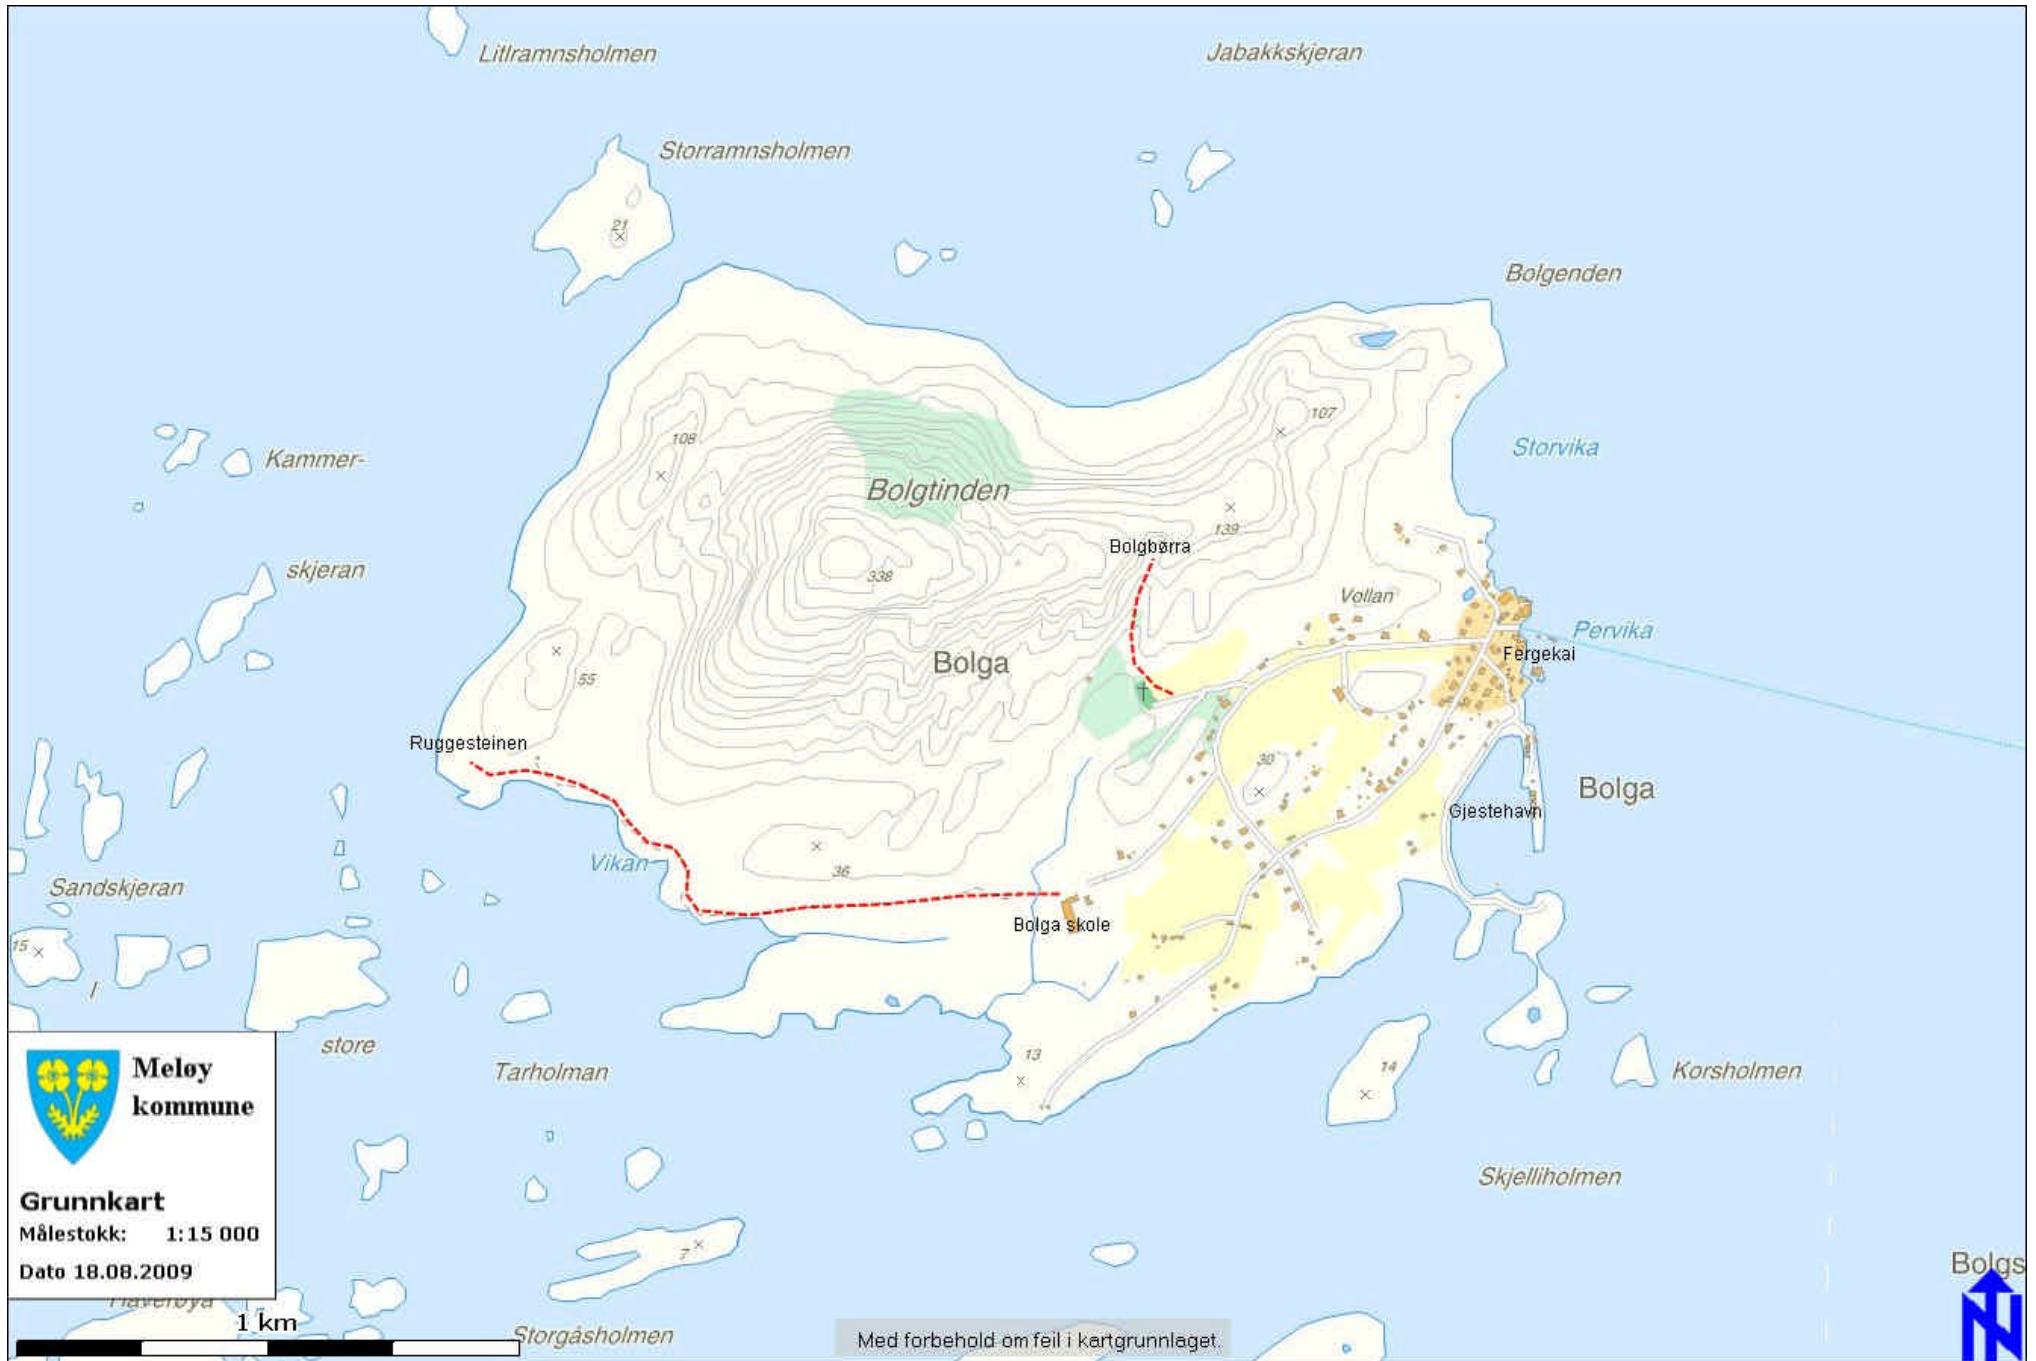 Litlramnsholmen
Jabakkskjeran
Storramnsholmen
21
Bolgenden
107
108
Storvika
Kammer-
Bolgtinden
139
Bolgbørra
skjeran
338
Vollan
Pervika
Fergekai
Bolga
55
Ruggesteinen
30
Bolga
Gjestehavn
Vikan
36
Sandskjeran
Bolga skole
15
I
store
13
14
Tarholman
Korsholmen
Meløy
kommune
Skjelliholmen
Grunnkart
Målestokk: 1:15 000
7
Dato 18.08.2009
Bolgs
1 km
Storgåsholmen
Med forbehold om feil i kartgrunnlaget.
N